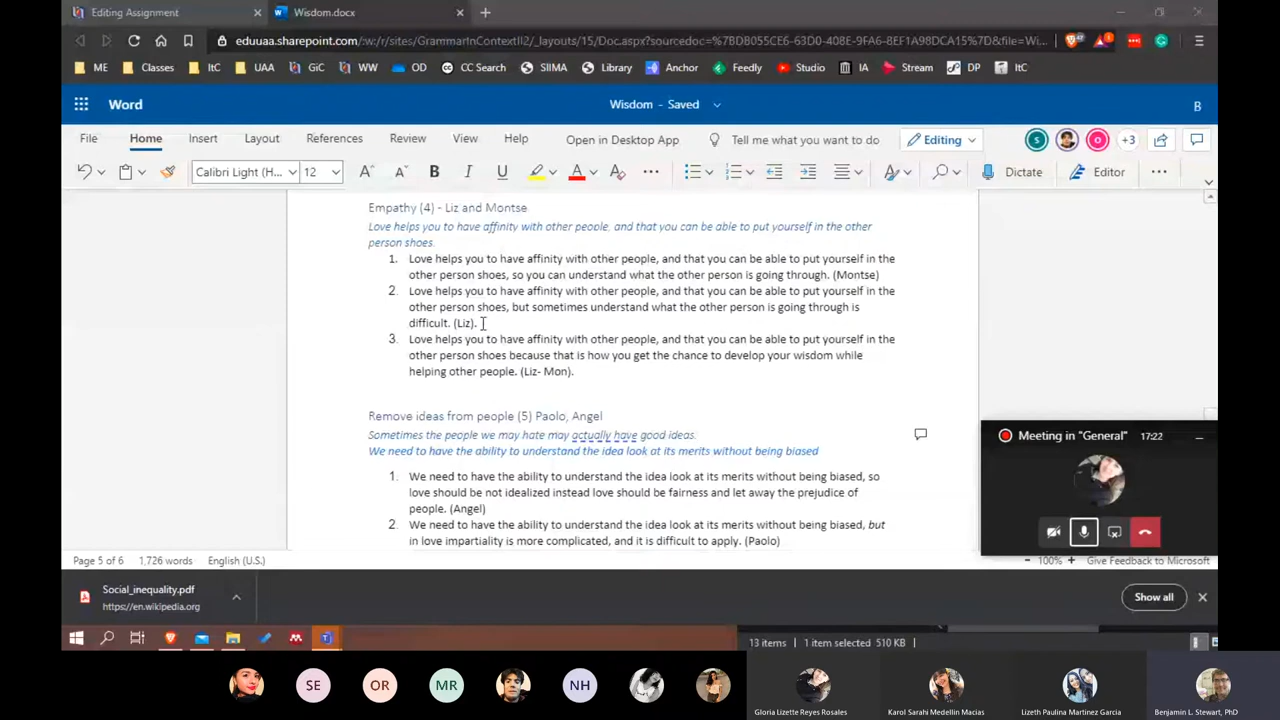 Editing Assignment
Wisdom.docx
eduuaa.sharepoint.com/:w:/r/sites/GrammarInContextII2/_layouts/15/Doc.aspx?sourcedoc=%7BDB055CE6-63D0-408E-9FA6-8EF1A98DCA15%7D&file=Wi...
ME Classes ItC UAA GiC WW OD CC Search SIIMA Library Anchor Feedly Studio IA Stream DP ItC
Word
Wisdom - Saved
B
File Home Insert Layout References Review View Help Open in Desktop App Tell me what you want to do Editing S O +3
Calibri Light (H... 12 B I U A Dictate Editor
Empathy (4) - Liz and Montse
Love helps you to have affinity with other people, and that you can be able to put yourself in the other
person shoes.
1. Love helps you to have affinity with other people, and that you can be able to put yourself in the
other person shoes, so you can understand what the other person is going through. (Montse)
2. Love helps you to have affinity with other people, and that you can be able to put yourself in the
other person shoes, but sometimes understand what the other person is going through is
difficult. (Liz).
3. Love helps you to have affinity with other people, and that you can be able to put yourself in the
other person shoes because that is how you get the chance to develop your wisdom while
helping other people. (Liz- Mon).
Remove ideas from people (5) Paolo, Angel
Sometimes the people we may hate may actually have good ideas.
We need to have the ability to understand the idea look at its merits without being biased
1. We need to have the ability to understand the idea look at its merits without being biased, so
love should be not idealized instead love should be fairness and let away the prejudice of
people. (Angel)
2. We need to have the ability to understand the idea look at its merits without being biased, but
in love impartiality is more complicated, and it is difficult to apply. (Paolo)
Meeting in "General" 17:22
Page 5 of 6 1,726 words English (U.S.) 100% Give Feedback to Microsoft
Social_inequality.pdf
https://en.wikipedia.org
Show all
13 items 1 item selected 510 KB
SE OR MR NH
Gloria Lizette Reyes Rosales Karol Sarahi Medellin Macias Lizeth Paulina Martinez Garcia Benjamin L. Stewart, PhD